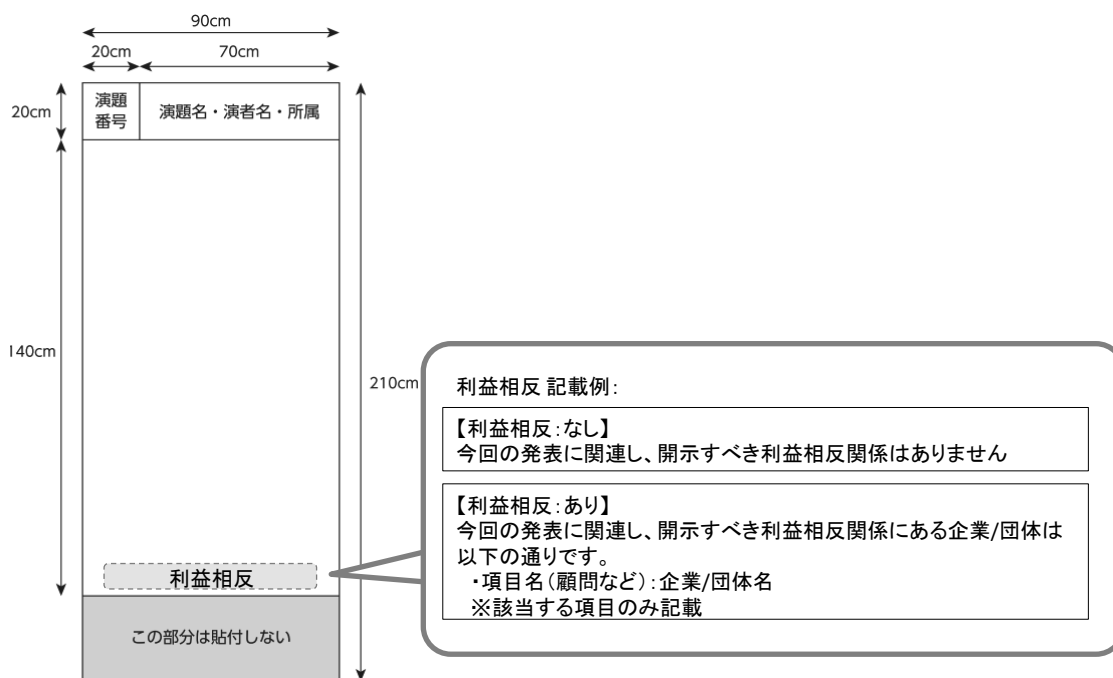 90cm
20cm
70cm
20cm
演題
番号
演題名・演者名・所属
140cm
210cm
利益相反
この部分は貼付しない
利益相反 記載例:
【利益相反:なし】
今回の発表に関連し、開示すべき利益相反関係はありません
【利益相反:あり】
今回の発表に関連し、開示すべき利益相反関係にある企業/団体は
以下の通りです。
・項目名(顧問など):企業/団体名
※該当する項目のみ記載